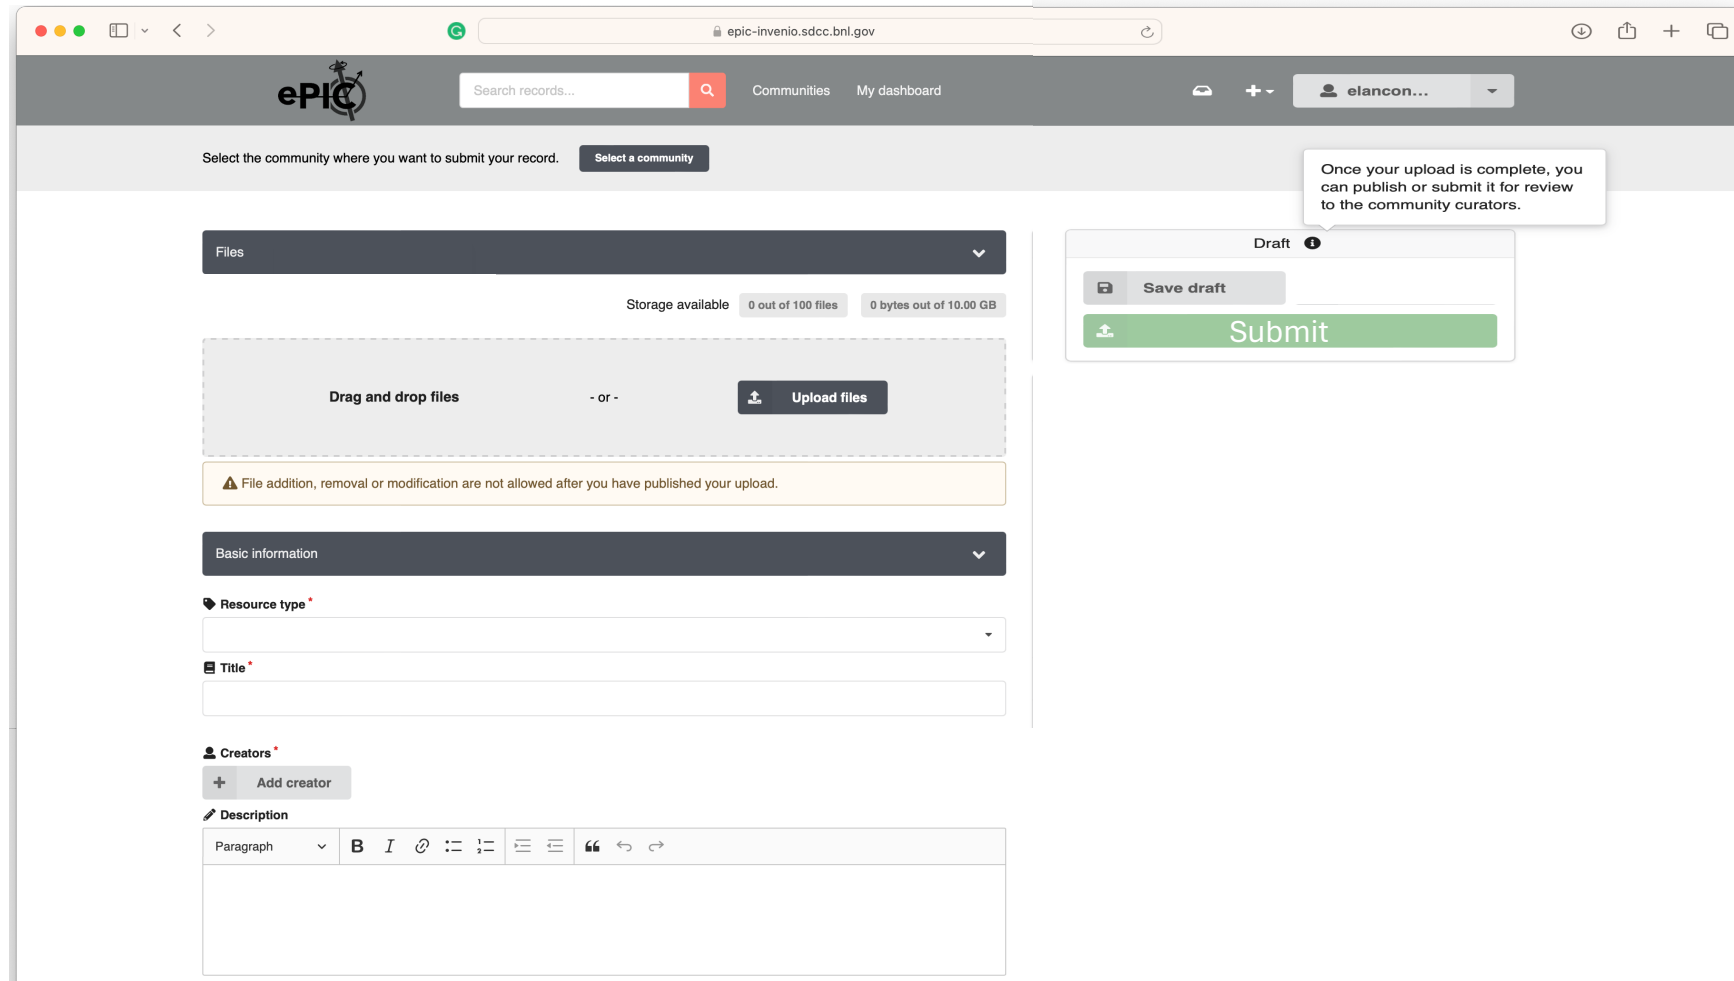 epic-invenio.sdcc.bnl.gov
ePIC
Search records...
Communities
My dashboard
elancon...
Select the community where you want to submit your record.
Select a community
Once your upload is complete, you
can publish or submit it for review
to the community curators.
Files
Draft
Storage available
0 out of 100 files
0 bytes out of 10.00 GB
Save draft
Submit
Drag and drop files
- or -
Upload files
File addition, removal or modification are not allowed after you have published your upload.
Basic information
Resource type *
Title *
Creators *
Add creator
Description
Paragraph